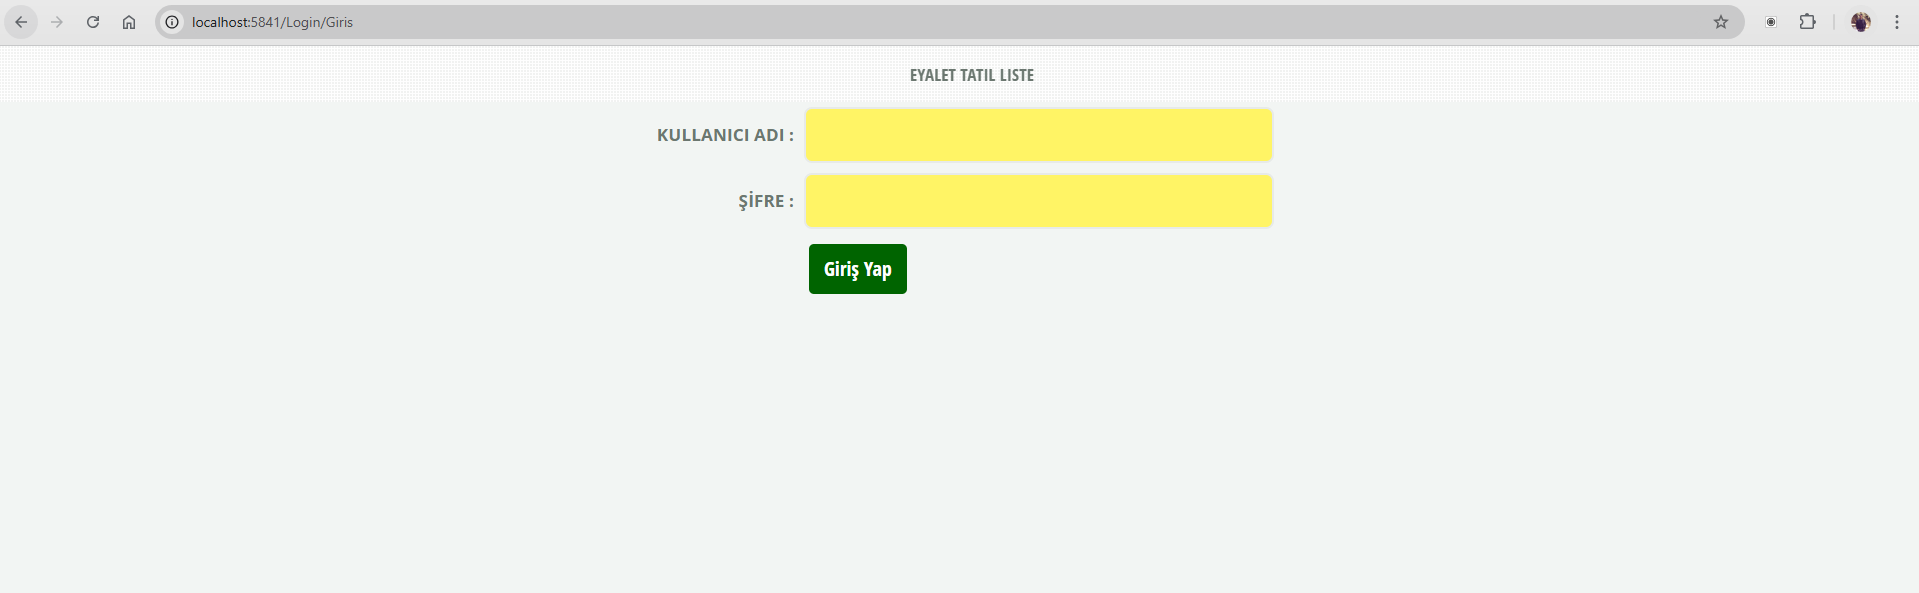 localhost:5841/Login/Giris
EYALET TATIL LISTE
KULLANICI ADI :
ŞİFRE :
Giriş Yap